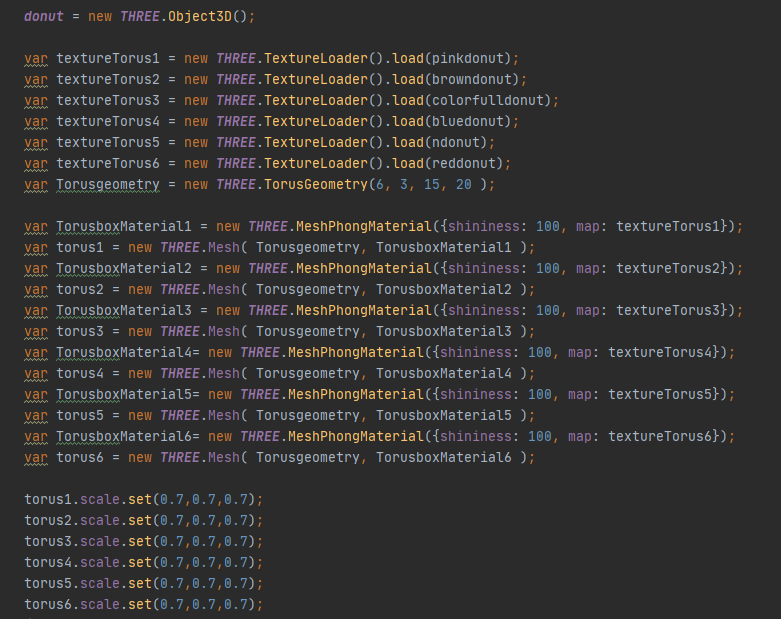 donut = new THREE.Object3D();
var textureTorus1 = new THREE.TextureLoader().load(pinkdonut);
var textureTorus2 = new THREE.TextureLoader().load(browndonut);
var textureTorus3 = new THREE.TextureLoader().load(colorfulldonut);
var textureTorus4 = new THREE.TextureLoader().load(bluedonut);
var textureTorus5 = new THREE.TextureLoader().load(ndonut);
var textureTorus6 = new THREE.TextureLoader().load(reddonut);
var Torusgeometry = new THREE.TorusGeometry(6, 3, 15, 20 );
var TorusboxMaterial1 = new THREE.MeshPhongMaterial({shininess: 100, map: textureTorus1});
var torus1 = new THREE.Mesh( Torusgeometry, TorusboxMaterial1 );
var TorusboxMaterial2 = new THREE.MeshPhongMaterial({shininess: 100, map: textureTorus2});
var torus2 = new THREE.Mesh( Torusgeometry, TorusboxMaterial2 );
var TorusboxMaterial3 = new THREE.MeshPhongMaterial({shininess: 100, map: textureTorus3});
var torus3 = new THREE.Mesh( Torusgeometry, TorusboxMaterial3 );
var TorusboxMaterial4= new THREE.MeshPhongMaterial({shininess: 100, map: textureTorus4});
var torus4 = new THREE.Mesh( Torusgeometry, TorusboxMaterial4 );
var TorusboxMaterial5= new THREE.MeshPhongMaterial({shininess: 100, map: textureTorus5});
var torus5 = new THREE.Mesh( Torusgeometry, TorusboxMaterial5 );
var TorusboxMaterial6= new THREE.MeshPhongMaterial({shininess: 100, map: textureTorus6});
var torus6 = new THREE.Mesh( Torusgeometry, TorusboxMaterial6 );
torus1.scale.set(0.7,0.7,0.7);
torus2.scale.set(0.7,0.7,0.7);
torus3.scale.set(0.7,0.7,0.7);
torus4.scale.set(0.7,0.7,0.7);
torus5.scale.set(0.7,0.7,0.7);
torus6.scale.set(0.7,0.7,0.7);